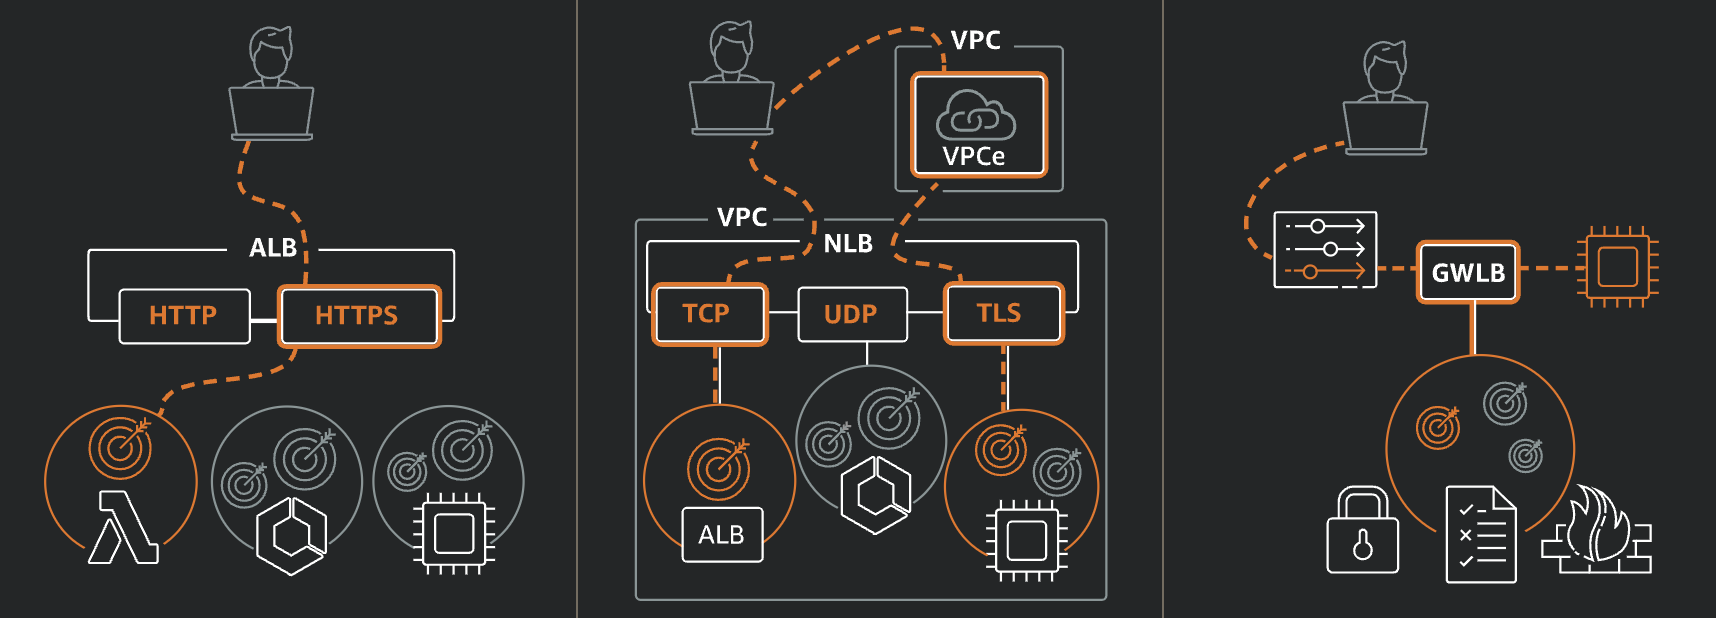 ALB
HTTP
HTTPS
VPC
VPCe
VPC
NLB
TCP
UDP
TLS
ALB
GWLB